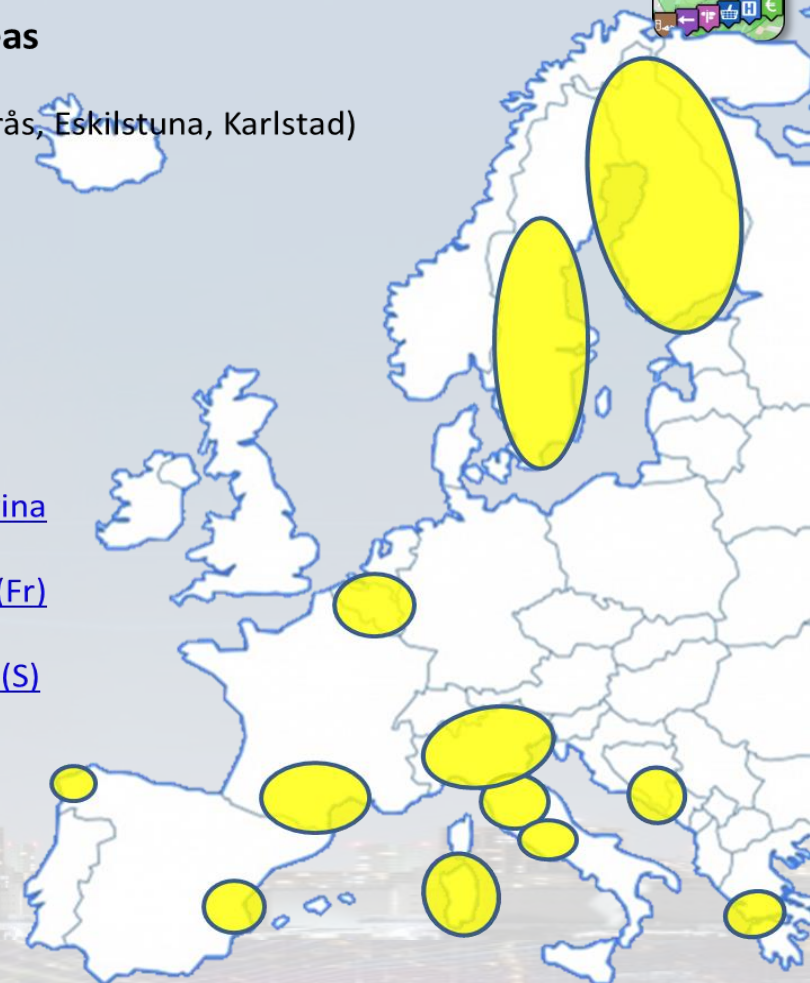 as
rås, Eskilstuna, Karlstad)
ina
(Fr)
(S)